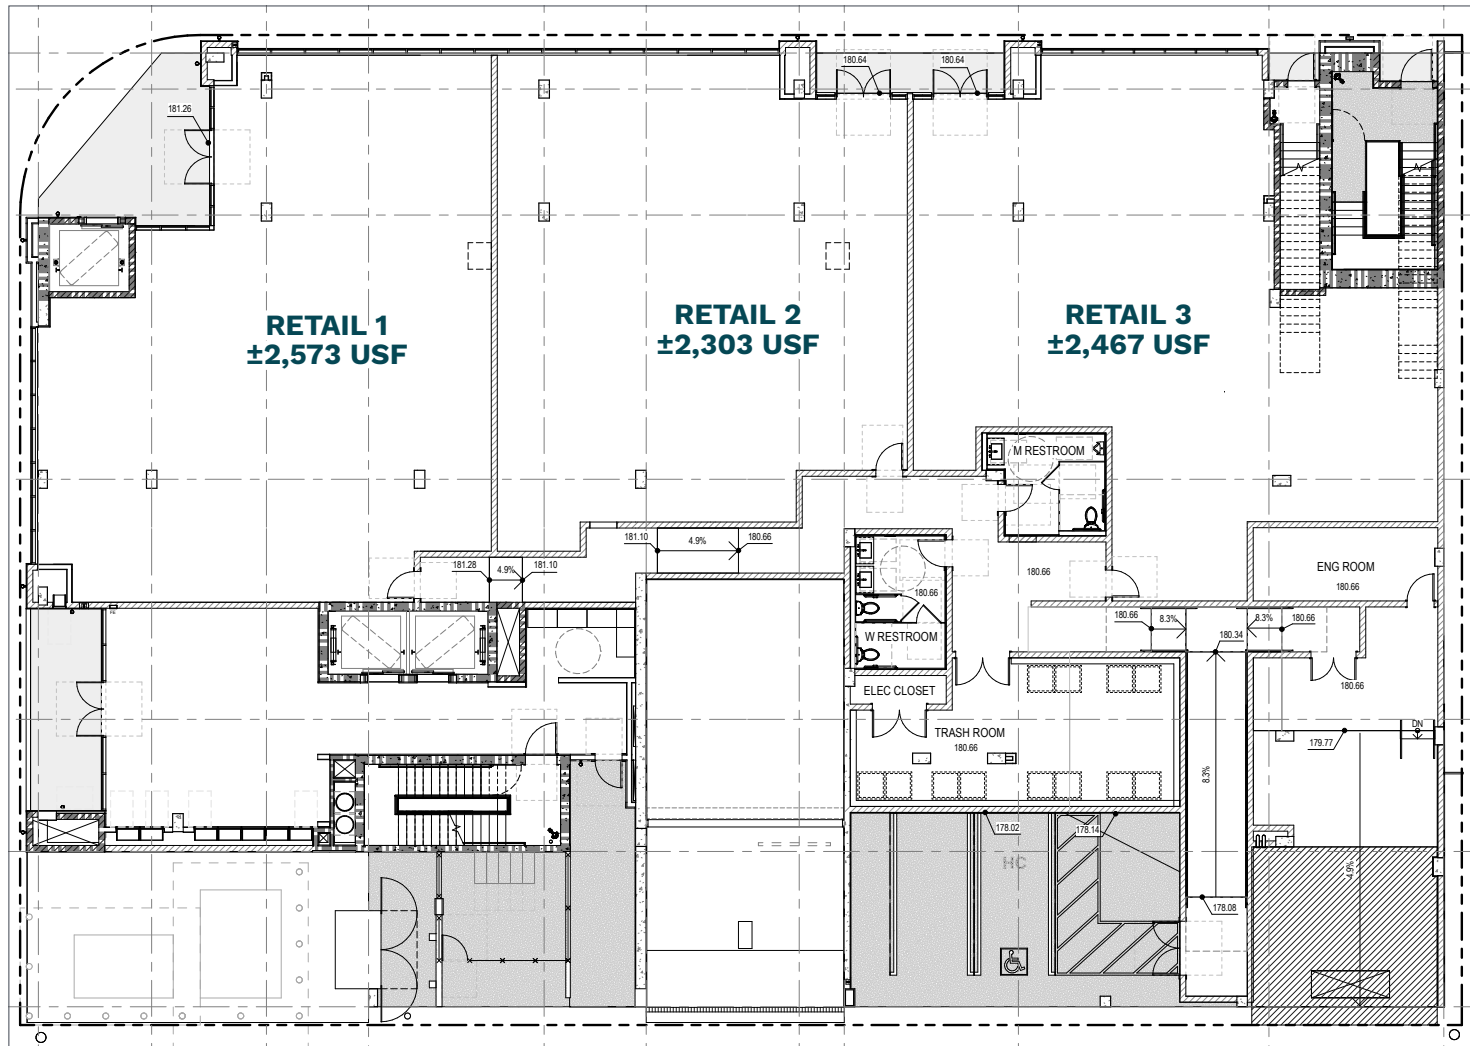 180.64
180.64
181.26
RETAIL 1
±2,573 USF
RETAIL 2
±2,303 USF
RETAIL 3
±2,467 USF
M RESTROOM
181.10
4.9%
180.66
181.28
4.9%
181.10
180.66
180.66
W RESTROOM
ENG ROOM
180.66
180.66
8.3%
180.34
8.3%
180.66
180.66
ELEC CLOSET
TRASH ROOM
180.66
DN
179.77
8.3%
178.02
178.14
HC
4.9%
178.08